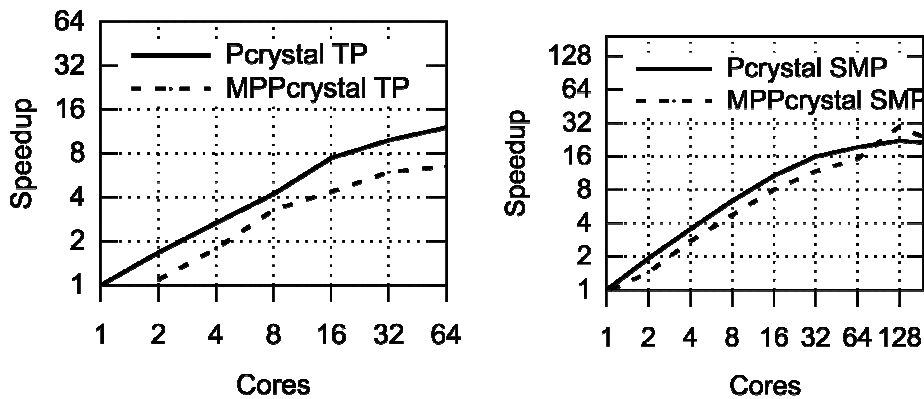 64
32
16
8
4
2
1
Speedup
Pcrystal TP
MPPcrystal TP
1 2 4 8 16 32 64
Cores
128
64
32
16
8
4
2
1
Speedup
Pcrystal SMP
MPPcrystal SMP
1 2 4 8 16 32 64 128
Cores